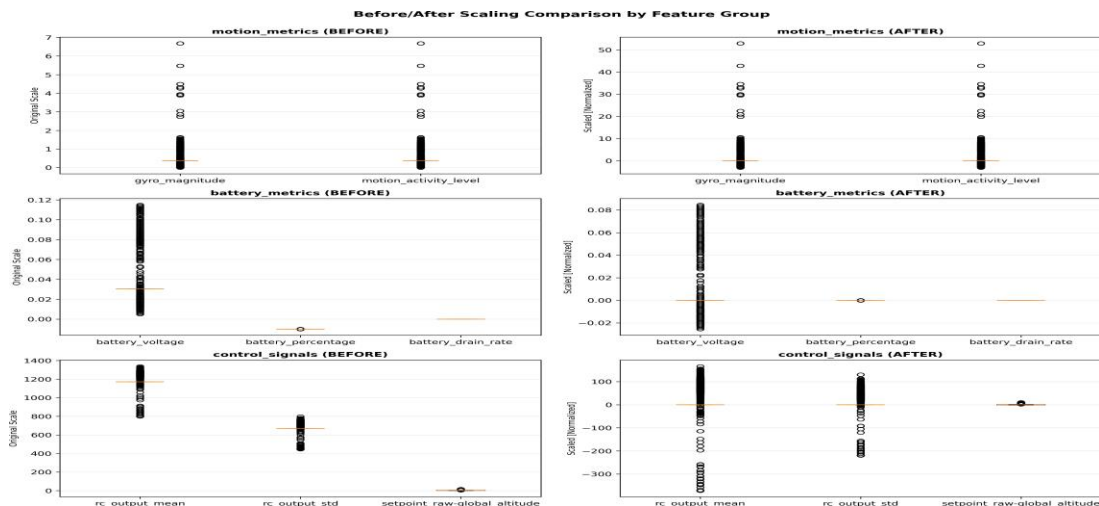 Before/After Scaling Comparison by Feature Group
motion_metrics (BEFORE)
7
6
5
4
3
2
1
0
Original Scale
gyro_magnitude
motion_activity_level
motion_metrics (AFTER)
50
40
30
20
10
0
Scaled [Normalized]
gyro_magnitude
motion_activity_level
battery_metrics (BEFORE)
0.12
0.10
0.08
0.06
0.04
0.02
0.00
Original Scale
battery_voltage
battery_percentage
battery_drain_rate
battery_metrics (AFTER)
0.08
0.06
0.04
0.02
0.00
−0.02
Scaled [Normalized]
battery_voltage
battery_percentage
battery_drain_rate
control_signals (BEFORE)
1400
1200
1000
800
600
400
200
0
Original Scale
rc_output_mean
rc_output_std
setpoint_raw-global_altitude
control_signals (AFTER)
100
0
−100
−200
−300
Scaled [Normalized]
rc_output_mean
rc_output_std
setpoint_raw-global_altitude